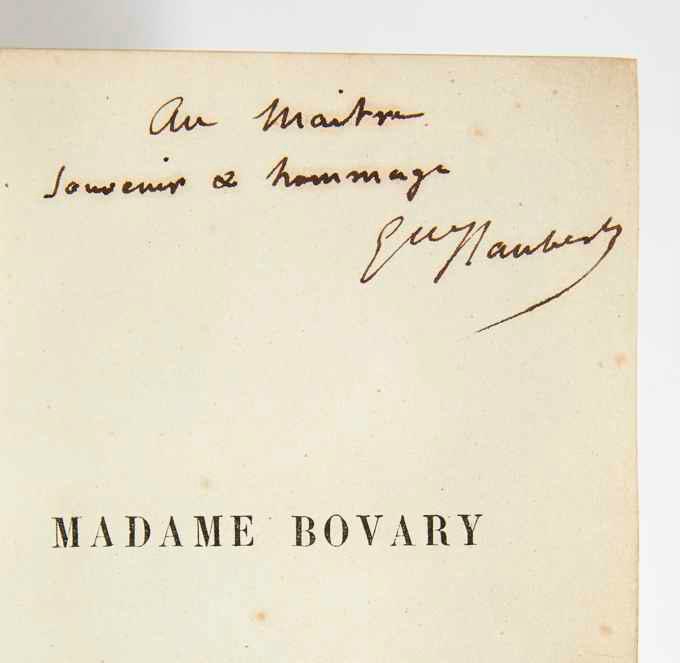 Au Maitre
Souvenir & hommage
Gve Flaubert
MADAME BOVARY